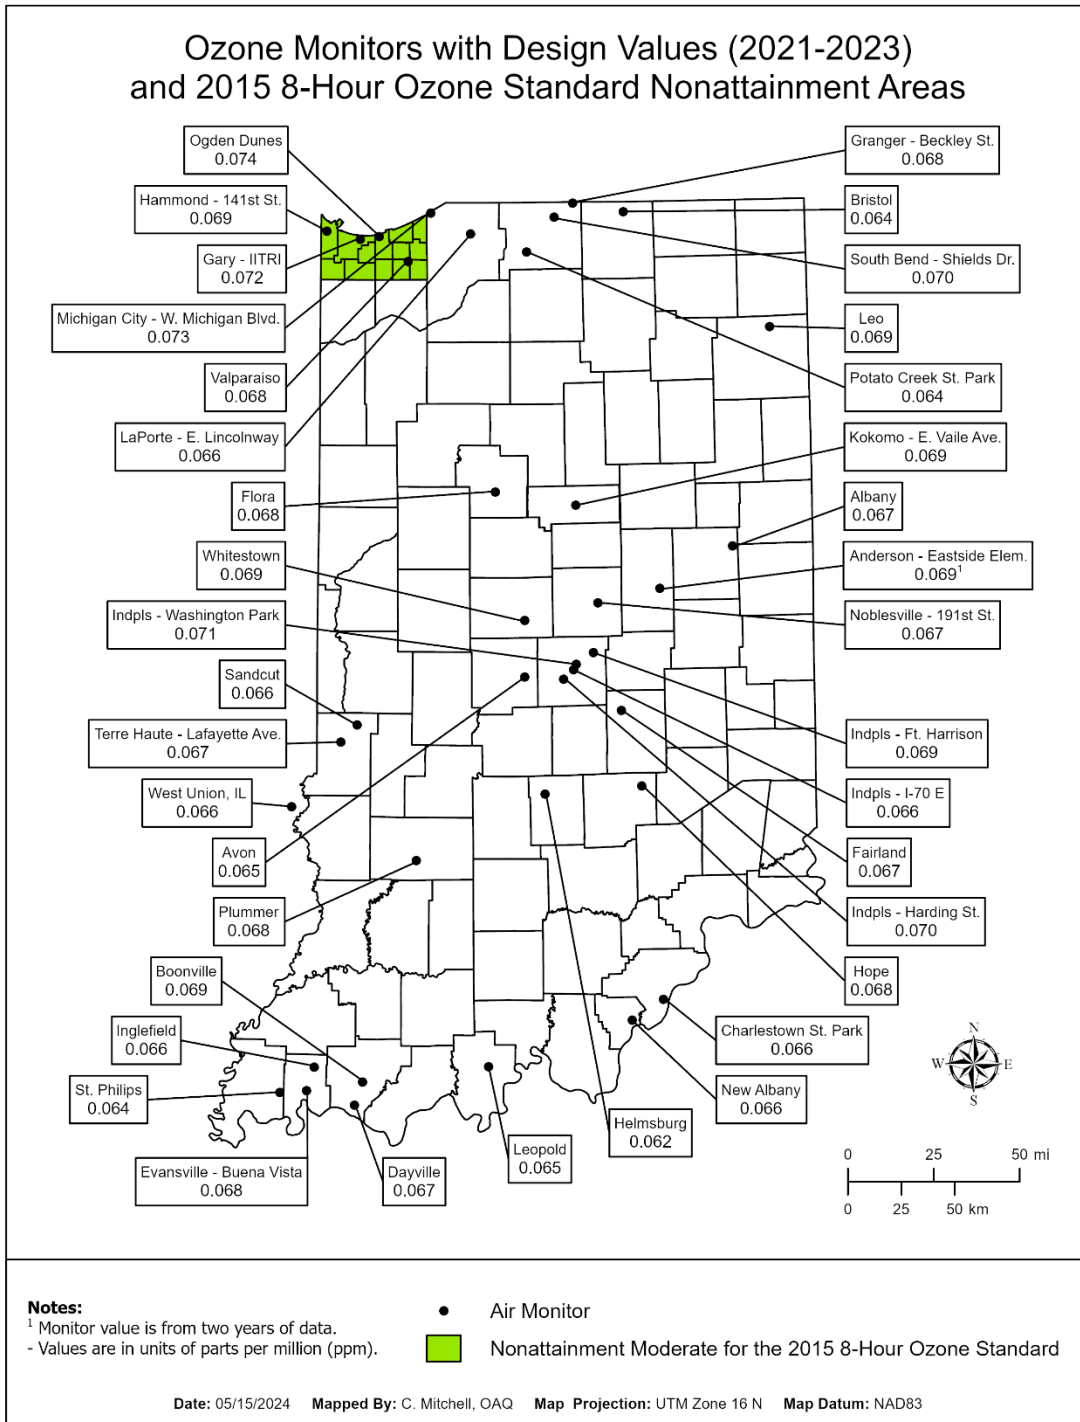 Ozone Monitors with Design Values (2021-2023)
and 2015 8-Hour Ozone Standard Nonattainment Areas
Ogden Dunes
0.074
Hammond - 141st St.
0.069
Gary - IITRI
0.072
Michigan City - W. Michigan Blvd.
0.073
Valparaiso
0.068
LaPorte - E. Lincolnway
0.066
Flora
0.068
Whitestown
0.069
Indpls - Washington Park
0.071
Sandcut
0.066
Terre Haute - Lafayette Ave.
0.067
West Union, IL
0.066
Avon
0.065
Plummer
0.068
Boonville
0.069
Inglefield
0.066
St. Philips
0.064
Evansville - Buena Vista
0.068
Dayville
0.067
Leopold
0.065
Helmsburg
0.062
Granger - Beckley St.
0.068
Bristol
0.064
South Bend - Shields Dr.
0.070
Leo
0.069
Potato Creek St. Park
0.064
Kokomo - E. Vaile Ave.
0.069
Albany
0.067
Anderson - Eastside Elem.
0.069¹
Noblesville - 191st St.
0.067
Indpls - Ft. Harrison
0.069
Indpls - I-70 E
0.066
Fairland
0.067
Indpls - Harding St.
0.070
Hope
0.068
Charlestown St. Park
0.066
New Albany
0.066
N
W E
S
0 25 50 mi
0 25 50 km
Notes:
¹ Monitor value is from two years of data.
- Values are in units of parts per million (ppm).
Air Monitor
Nonattainment Moderate for the 2015 8-Hour Ozone Standard
Date: 05/15/2024 Mapped By: C. Mitchell, OAQ Map Projection: UTM Zone 16 N Map Datum: NAD83